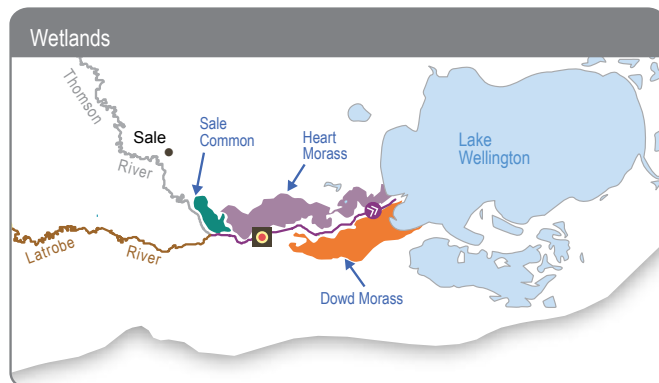 Wetlands
Thomson
River
Sale
Sale
Common
Heart
Morass
Lake
Wellington
Latrobe
River
Dowd Morass